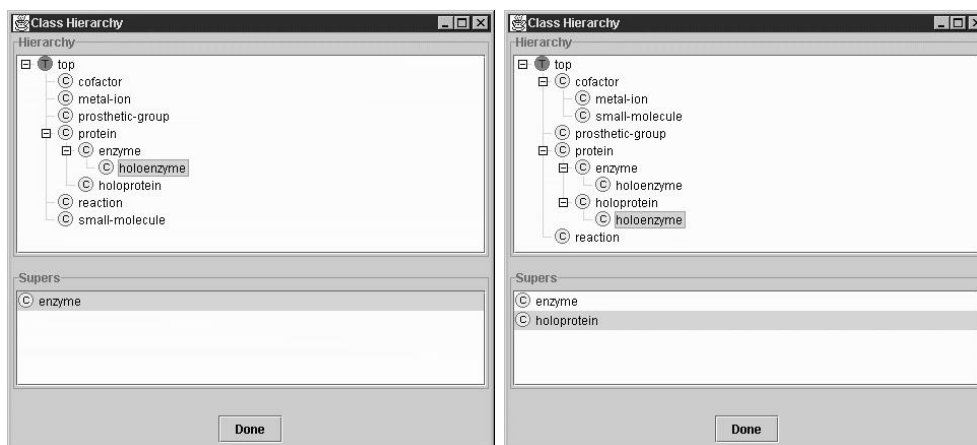 Class Hierarchy
Hierarchy
T top
C cofactor
C metal-ion
C prosthetic-group
C protein
C enzyme
C holoenzyme
C holoprotein
C reaction
C small-molecule
Supers
C enzyme
Done
Class Hierarchy
Hierarchy
T top
C cofactor
C metal-ion
C small-molecule
C prosthetic-group
C protein
C enzyme
C holoenzyme
C holoprotein
C holoenzyme
C reaction
Supers
C enzyme
C holoprotein
Done